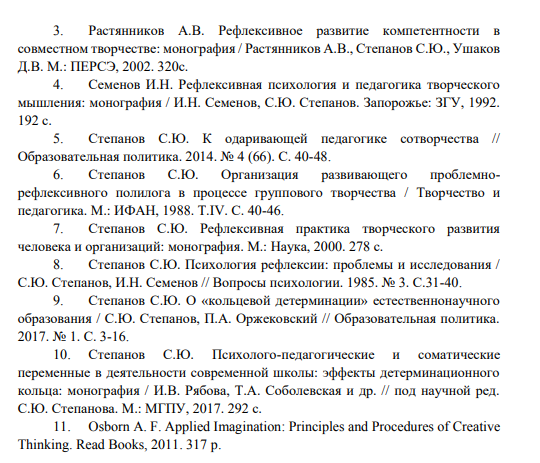 3. Растянников А.В. Рефлексивное развитие компетентности в
совместном творчестве: монография / Растянников А.В., Степанов С.Ю., Ушаков
Д.В. М.: ПЕРСЭ, 2002. 320с.
4. Семенов И.Н. Рефлексивная психология и педагогика творческого
мышления: монография / И.Н. Семенов, С.Ю. Степанов. Запорожье: ЗГУ, 1992.
192 с.
5. Степанов С.Ю. К одаривающей педагогике сотворчества //
Образовательная политика. 2014. № 4 (66). С. 40-48.
6. Степанов С.Ю. Организация развивающего проблемно-
рефлексивного полилога в процессе группового творчества / Творчество и
педагогика. М.: ИФАН, 1988. Т.IV. С. 40-46.
7. Степанов С.Ю. Рефлексивная практика творческого развития
человека и организаций: монография. М.: Наука, 2000. 278 с.
8. Степанов С.Ю. Психология рефлексии: проблемы и исследования /
С.Ю. Степанов, И.Н. Семенов // Вопросы психологии. 1985. № 3. С.31-40.
9. Степанов С.Ю. О «кольцевой детерминации» естественнонаучного
образования / С.Ю. Степанов, П.А. Оржековский // Образовательная политика.
2017. № 1. С. 3-16.
10. Степанов С.Ю. Психолого-педагогические и соматические
переменные в деятельности современной школы: эффекты детерминационного
кольца: монография / И.В. Рябова, Т.А. Соболевская и др. // под научной ред.
С.Ю. Степанова. М.: МГПУ, 2017. 292 с.
11. Osborn A. F. Applied Imagination: Principles and Procedures of Creative
Thinking. Read Books, 2011. 317 p.